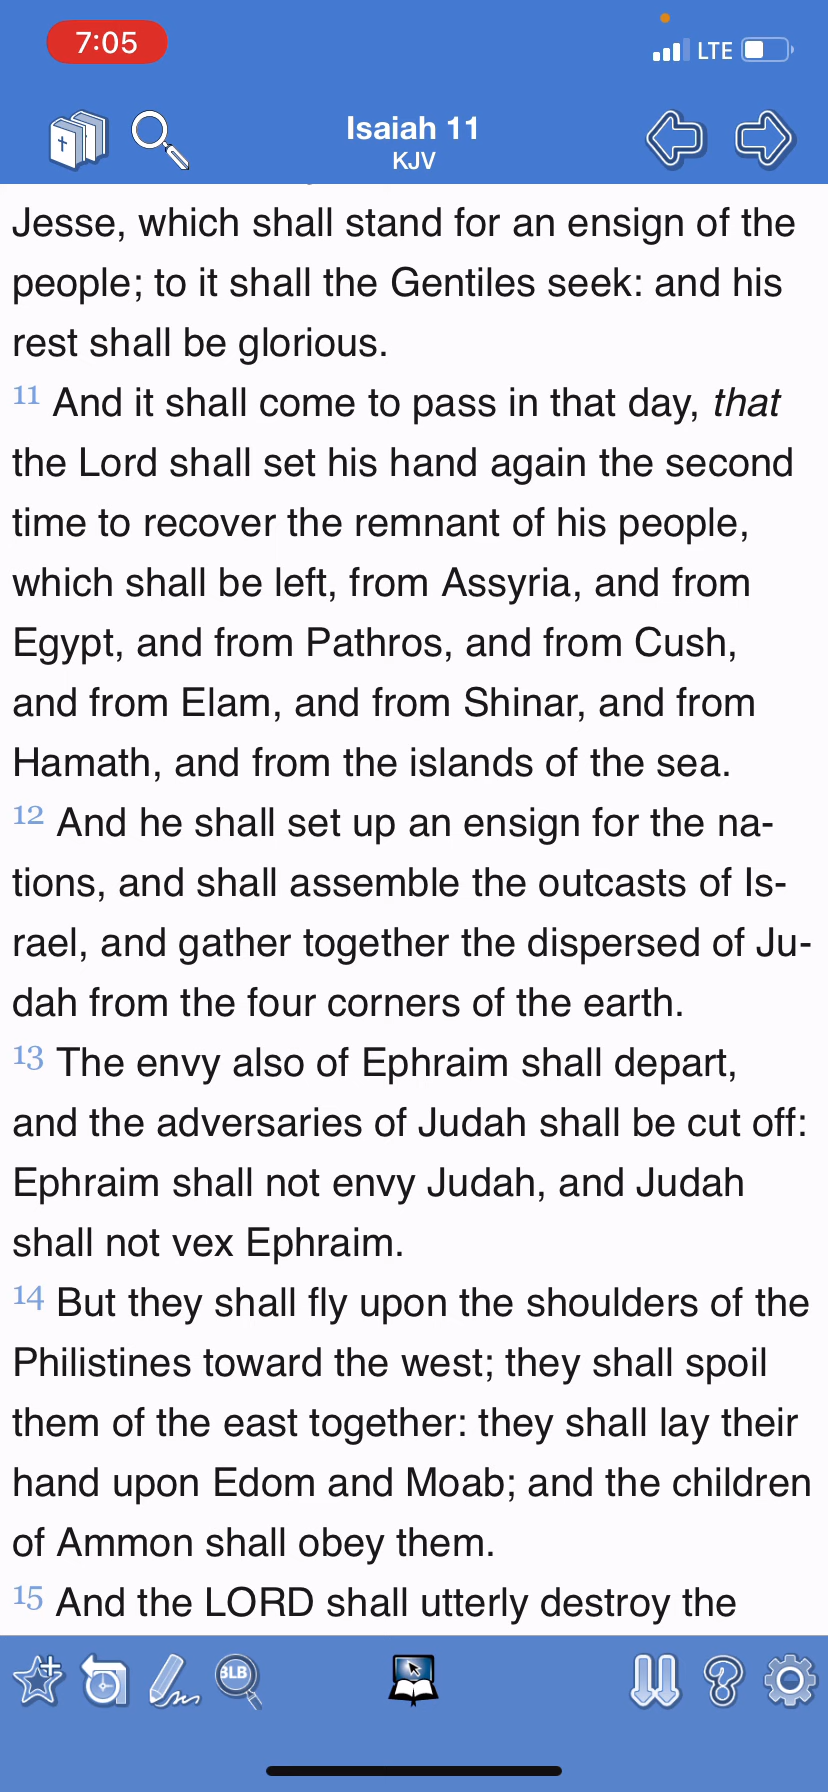 7:05
LTE
Isaiah 11
KJV
Jesse, which shall stand for an ensign of the
people; to it shall the Gentiles seek: and his
rest shall be glorious.
11 And it shall come to pass in that day, that
the Lord shall set his hand again the second
time to recover the remnant of his people,
which shall be left, from Assyria, and from
Egypt, and from Pathros, and from Cush,
and from Elam, and from Shinar, and from
Hamath, and from the islands of the sea.
12 And he shall set up an ensign for the na-
tions, and shall assemble the outcasts of Is-
rael, and gather together the dispersed of Ju-
dah from the four corners of the earth.
13 The envy also of Ephraim shall depart,
and the adversaries of Judah shall be cut off:
Ephraim shall not envy Judah, and Judah
shall not vex Ephraim.
14 But they shall fly upon the shoulders of the
Philistines toward the west; they shall spoil
them of the east together: they shall lay their
hand upon Edom and Moab; and the children
of Ammon shall obey them.
15 And the LORD shall utterly destroy the
BLB